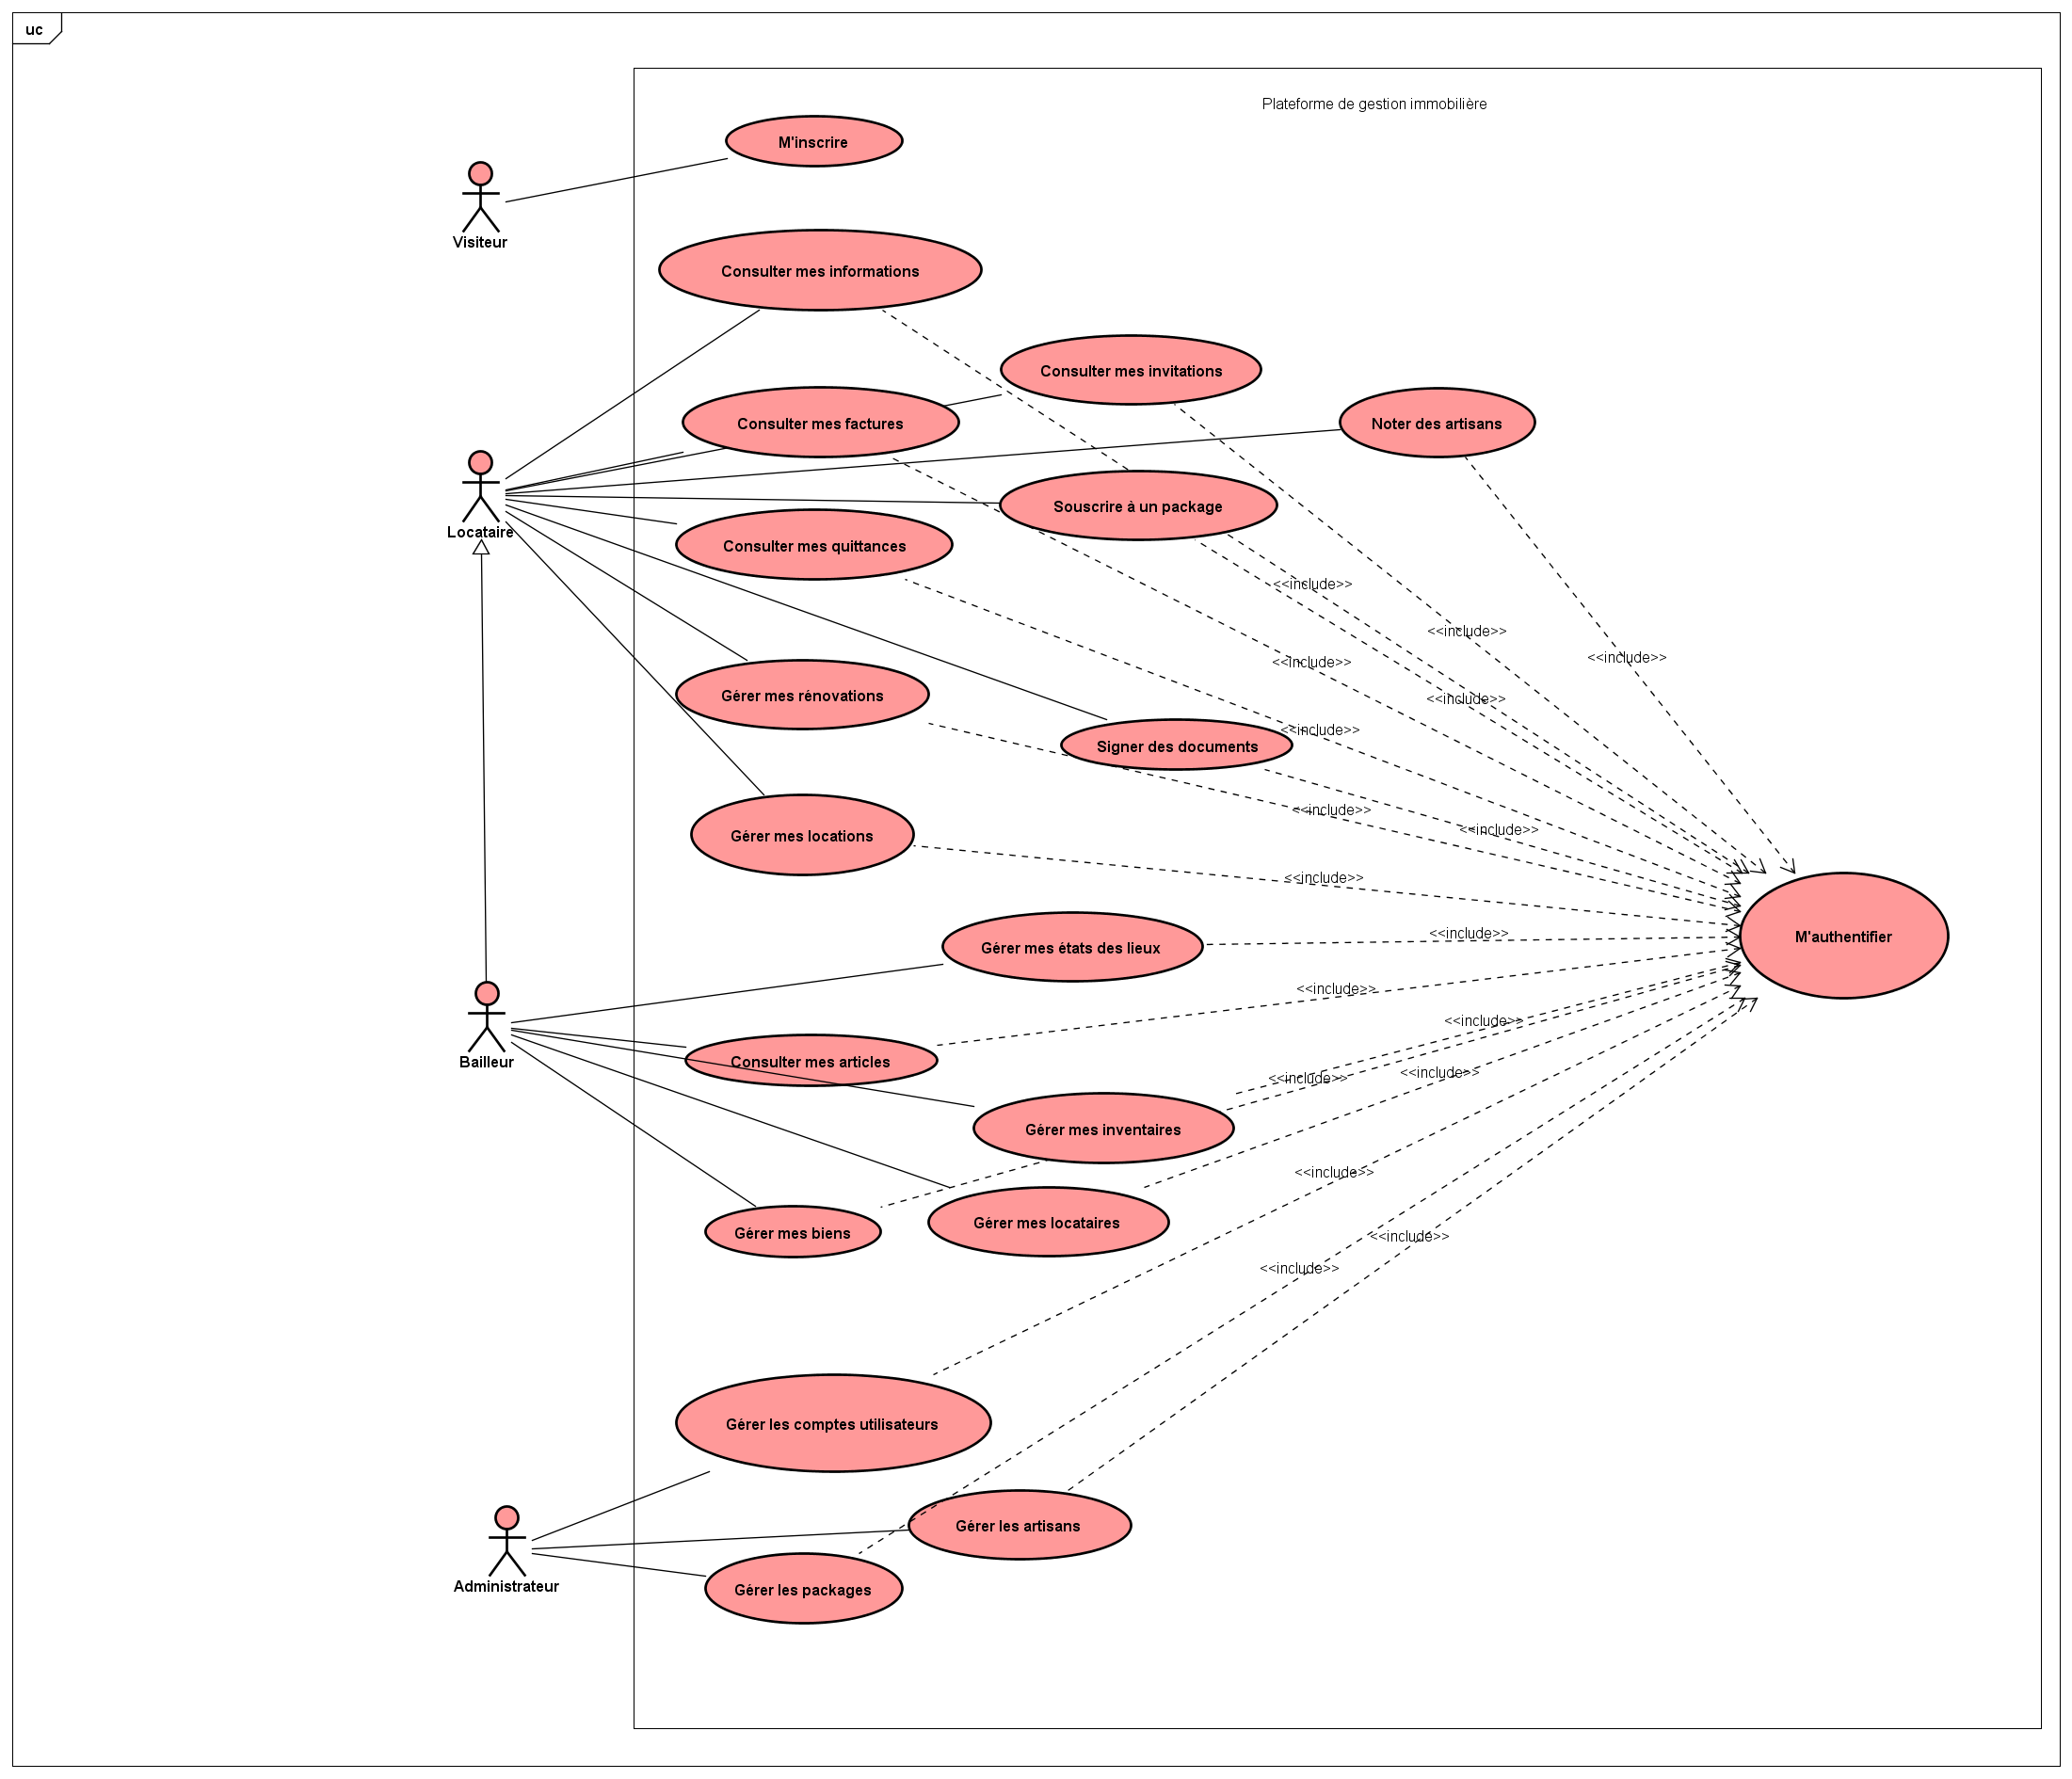 uc
Plateforme de gestion immobilière
M'inscrire
Visiteur
Consulter mes informations
Consulter mes invitations
Consulter mes factures
Noter des artisans
Souscrire à un package
Locataire
Consulter mes quittances
<<include>>
<<include>>
<<include>>
<<include>>
Gérer mes rénovations
<<include>>
<<include>>
Signer des documents
<<include>>
<<include>>
Gérer mes locations
<<include>>
<<include>>
M'authentifier
Gérer mes états des lieux
<<include>>
<<include>>
Bailleur
Consulter mes articles
<<include>>
<<include>>
Gérer mes inventaires
<<include>>
Gérer mes locataires
Gérer mes biens
<<include>>
<<include>>
Gérer les comptes utilisateurs
Gérer les artisans
Administrateur
Gérer les packages